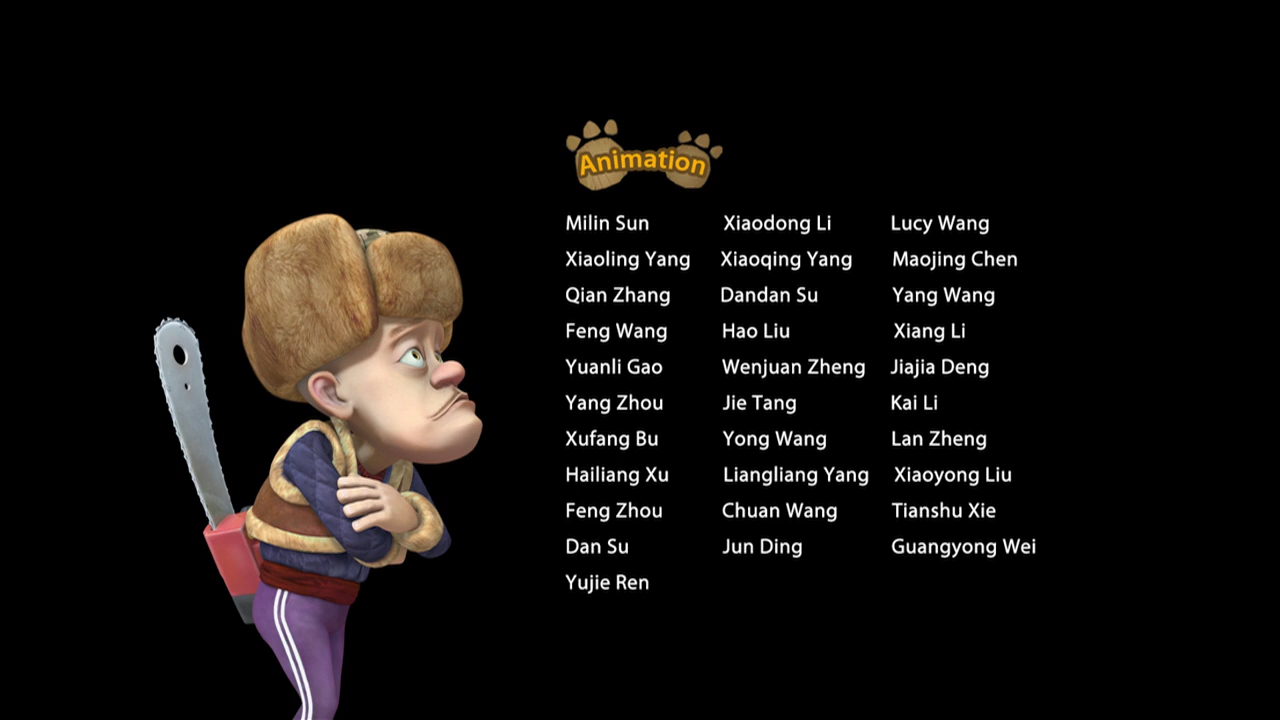 Animation
Milin Sun Xiaodong Li Lucy Wang
Xiaoling Yang Xiaoqing Yang Maojing Chen
Qian Zhang Dandan Su Yang Wang
Feng Wang Hao Liu Xiang Li
Yuanli Gao Wenjuan Zheng Jiajia Deng
Yang Zhou Jie Tang Kai Li
Xufang Bu Yong Wang Lan Zheng
Hailiang Xu Liangliang Yang Xiaoyong Liu
Feng Zhou Chuan Wang Tianshu Xie
Dan Su Jun Ding Guangyong Wei
Yujie Ren